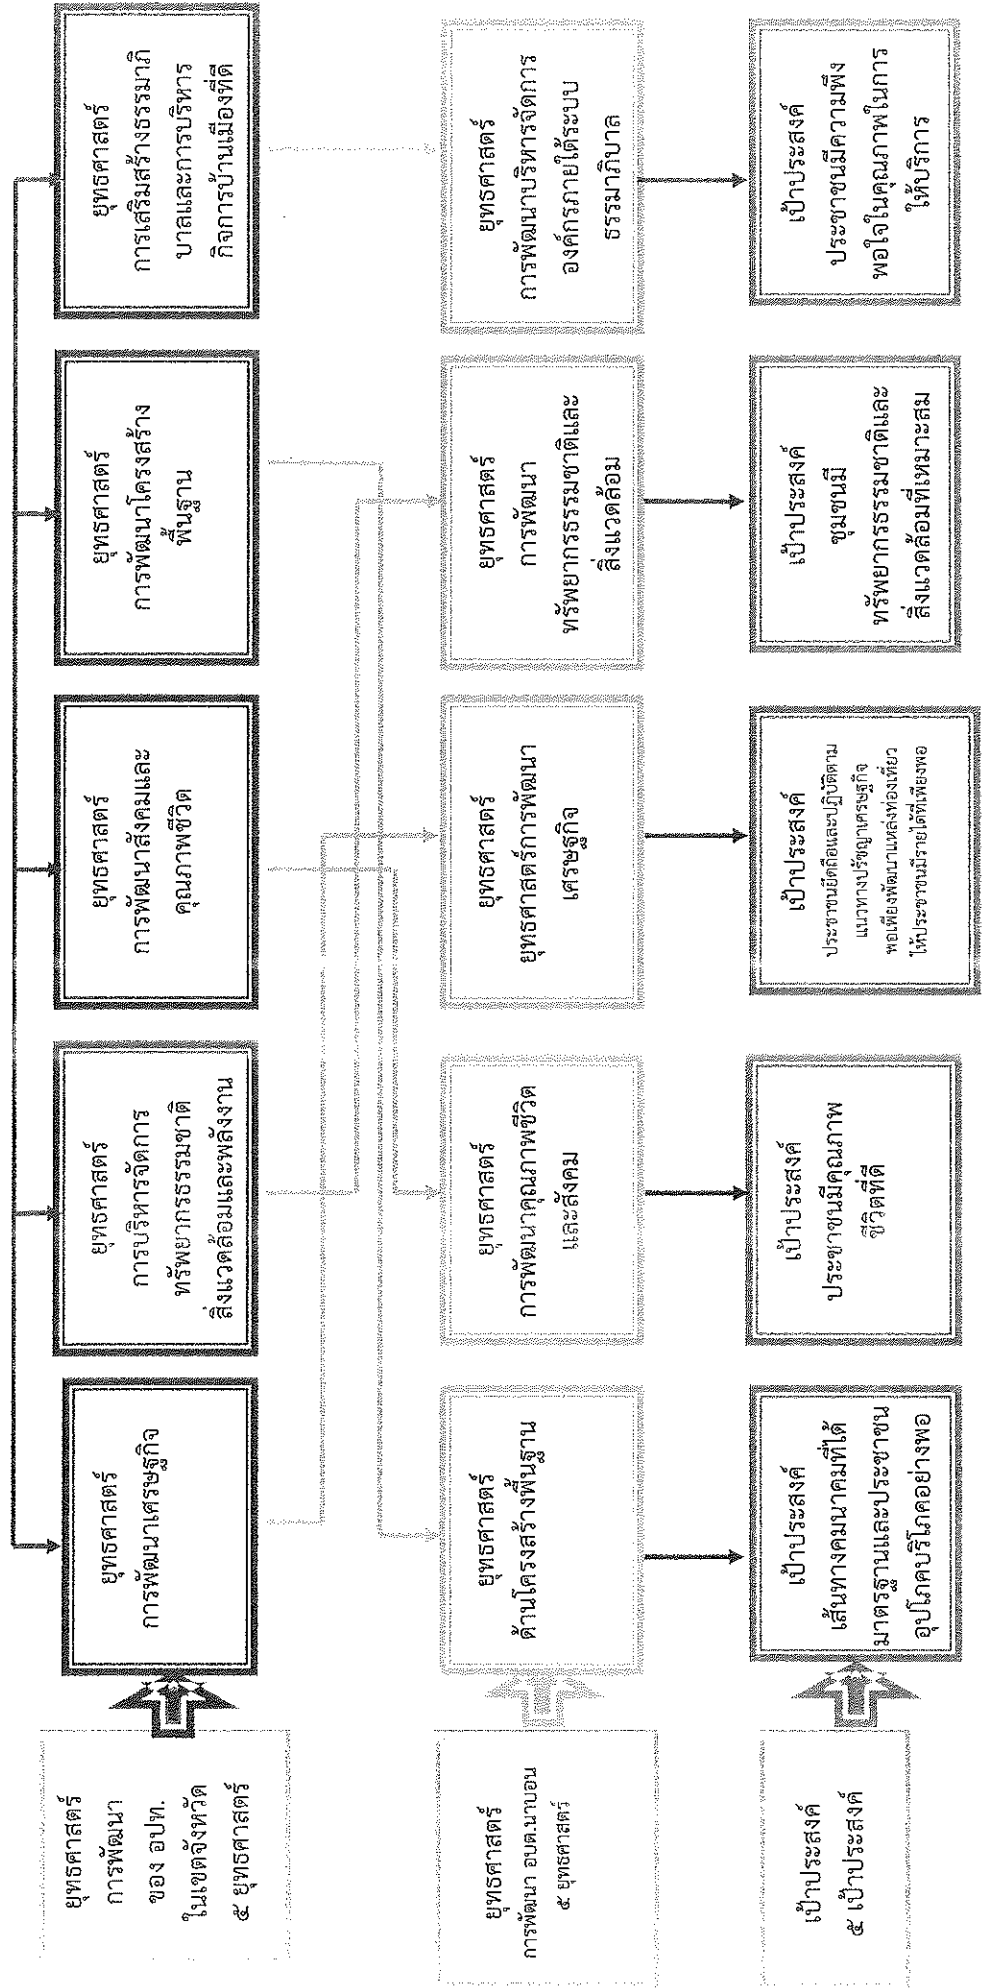 ยุทธศาสตร์
การพัฒนา
ของ อปท.
ในเขตจังหวัด
๕ ยุทธศาสตร์
ยุทธศาสตร์
การพัฒนาเศรษฐกิจ
ยุทธศาสตร์
การบริหารจัดการ
ทรัพยากรธรรมชาติ
สิ่งแวดล้อมและพลังงาน
ยุทธศาสตร์
การพัฒนาสังคมและ
คุณภาพชีวิต
ยุทธศาสตร์
การพัฒนาโครงสร้าง
พื้นฐาน
ยุทธศาสตร์
การเสริมสร้างธรรมาภิ
บาลและการบริหาร
กิจการบ้านเมืองที่ดี
ยุทธศาสตร์
การพัฒนา อบต.นาบอน
๕ ยุทธศาสตร์
ยุทธศาสตร์
ด้านโครงสร้างพื้นฐาน
ยุทธศาสตร์
การพัฒนาคุณภาพชีวิต
และสังคม
ยุทธศาสตร์
ยุทธศาสตร์การพัฒนา
เศรษฐกิจ
ยุทธศาสตร์
การพัฒนา
ทรัพยากรธรรมชาติและ
สิ่งแวดล้อม
ยุทธศาสตร์
การพัฒนาบริหารจัดการ
องค์กรภายใต้ระบบ
ธรรมาภิบาล
เป้าประสงค์
๕ เป้าประสงค์
เป้าประสงค์
เส้นทางคมนาคมที่ได้
มาตรฐานและประชาชน
อุปโภคบริโภคอย่างพอ
เป้าประสงค์
ประชาชนมีคุณภาพ
ชีวิตที่ดี
เป้าประสงค์
ประชาชนยึดถือและปฏิบัติตาม
แนวทางปรัชญาเศรษฐกิจ
พอเพียงพัฒนาแหล่งท่องเที่ยว
ให้ประชาชนมีรายได้ที่เพียงพอ
เป้าประสงค์
ชุมชนมี
ทรัพยากรธรรมชาติและ
สิ่งแวดล้อมที่เหมาะสม
เป้าประสงค์
ประชาชนมีความพึง
พอใจในคุณภาพในการ
ให้บริการ